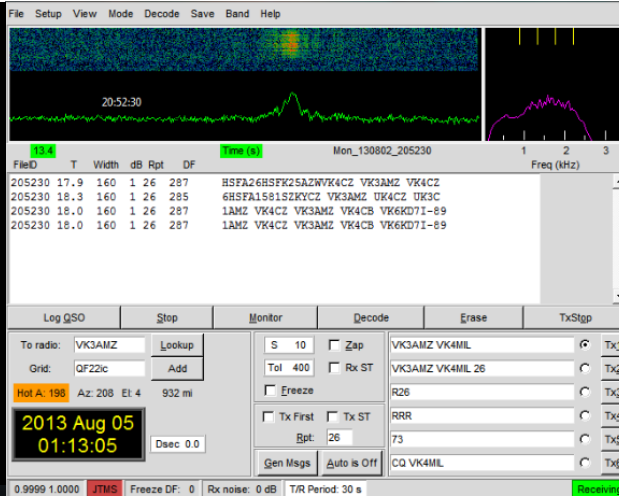 File Setup View Mode Decode Save Band Help
20:52:30
13.4 Time (s) Mon_130802_205230 1 2 3
FileID T Width dB Rpt DF Freq (kHz)
205230 17.9 160 1 26 287 HSFA26HSFK25AZWVK4CZ VK3AMZ VK4CZ
205230 18.3 160 1 26 285 6HSFA1581SZKYCZ VK3AMZ UK4CZ UK3C
205230 18.0 160 1 26 287 1AMZ VK4CZ VK3AMZ VK4CB VK6KD7I-89
205230 18.0 160 1 26 287 1AMZ VK4CZ VK3AMZ VK4CB VK6KD7I-89
Log QSO Stop Monitor Decode Erase TxStop
To radio: VK3AMZ Lookup S 10 Zap VK3AMZ VK4MIL Tx1
Grid: QF22ic Add Tol 400 Rx ST VK3AMZ VK4MIL 26 Tx2
Hot A: 198 Az: 208 El: 4 932 mi Freeze R26 Tx3
2013 Aug 05 Tx First Tx ST RRR Tx4
01:13:05 Dsec 0.0 Rpt: 26 73 Tx5
Gen Msgs Auto is Off CQ VK4MIL Tx6
0.9999 1.0000 JTMS Freeze DF: 0 Rx noise: 0 dB T/R Period: 30 s Receiving